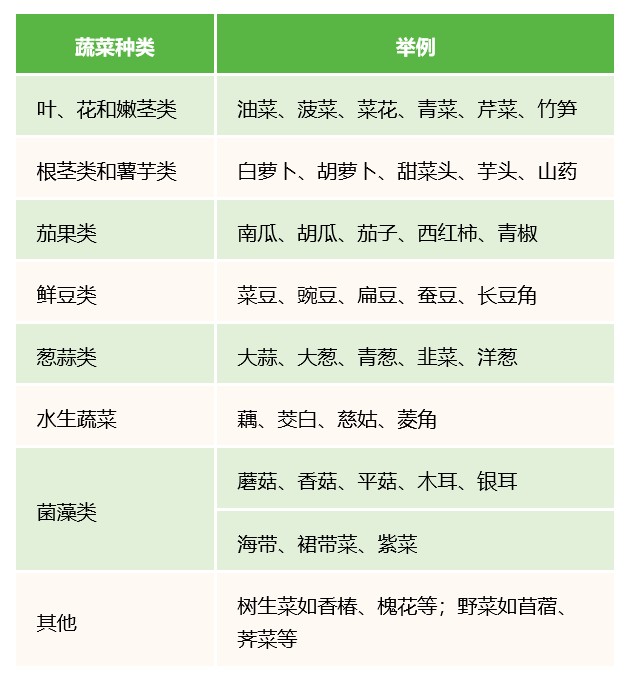 蔬菜种类 举例
叶、花和嫩茎类 油菜、菠菜、菜花、青菜、芹菜、竹笋
根茎类和薯芋类 白萝卜、胡萝卜、甜菜头、芋头、山药
茄果类 南瓜、胡瓜、茄子、西红柿、青椒
鲜豆类 菜豆、豌豆、扁豆、蚕豆、长豆角
葱蒜类 大蒜、大葱、青葱、韭菜、洋葱
水生蔬菜 藕、茭白、慈姑、菱角
菌藻类 蘑菇、香菇、平菇、木耳、银耳
海带、裙带菜、紫菜
其他 树生菜如香椿、槐花等；野菜如苜蓿、
荠菜等